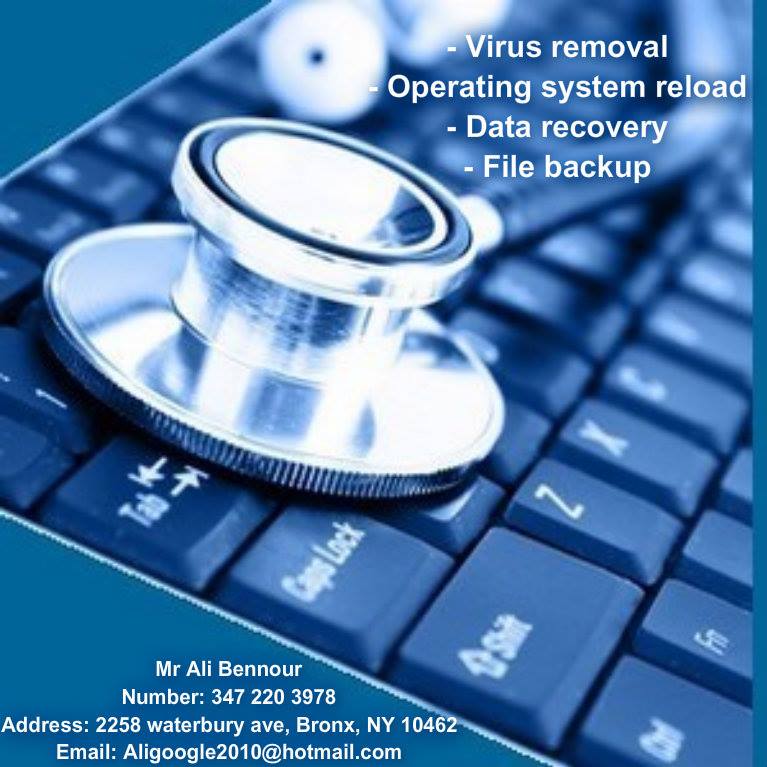 - Virus removal
- Operating system reload
- Data recovery
- File backup
Tab
Caps Lock
Shift
Z
X
C
Fn
Ctrl
Mr Ali Bennour
Number: 347 220 3978
Address: 2258 waterbury ave, Bronx, NY 10462
Email: Aligoogle2010@hotmail.com